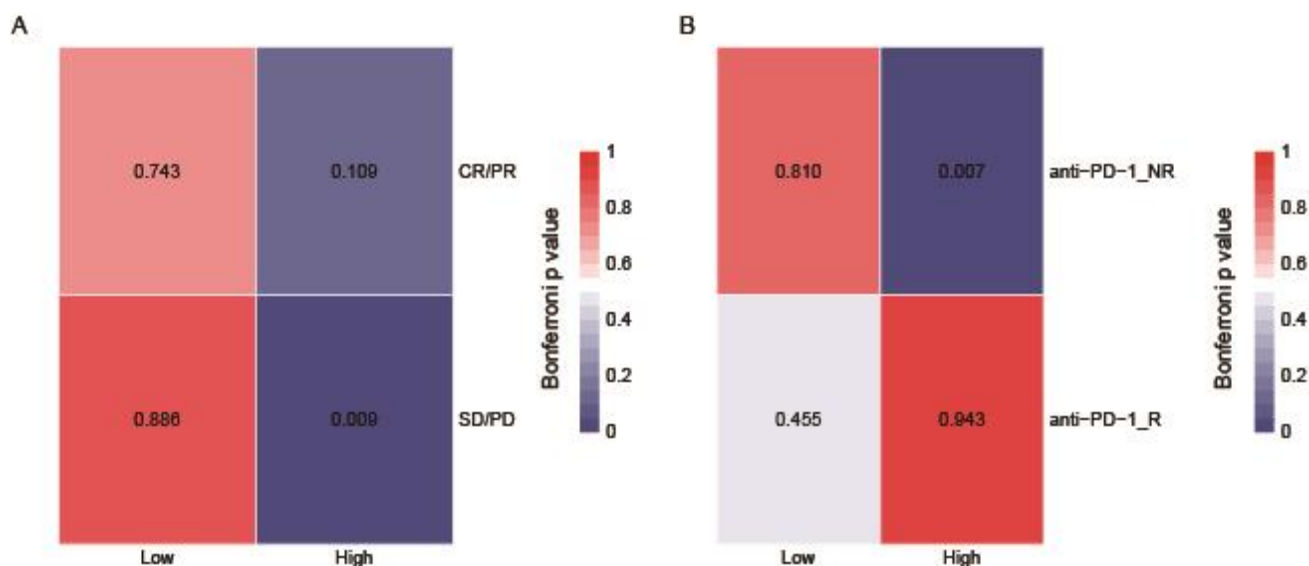 A
0.743
0.109
CR/PR
0.886
0.009
SD/PD
Low
High
Bonferroni p value
1
0.8
0.6
0.4
0.2
0
B
0.810
0.007
anti-PD-1_NR
0.455
0.943
anti-PD-1_R
Low
High
Bonferroni p value
1
0.8
0.6
0.4
0.2
0